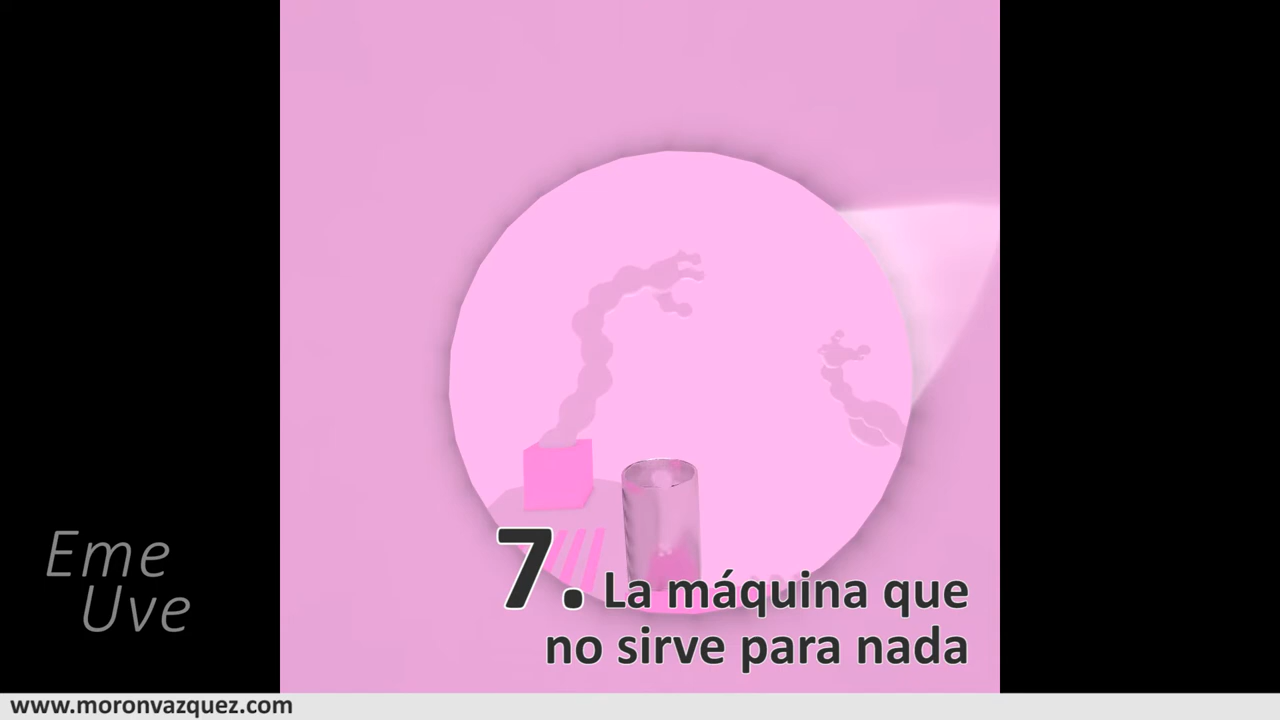 7. La máquina que
no sirve para nada
Eme
Uve
www.moronvazquez.com